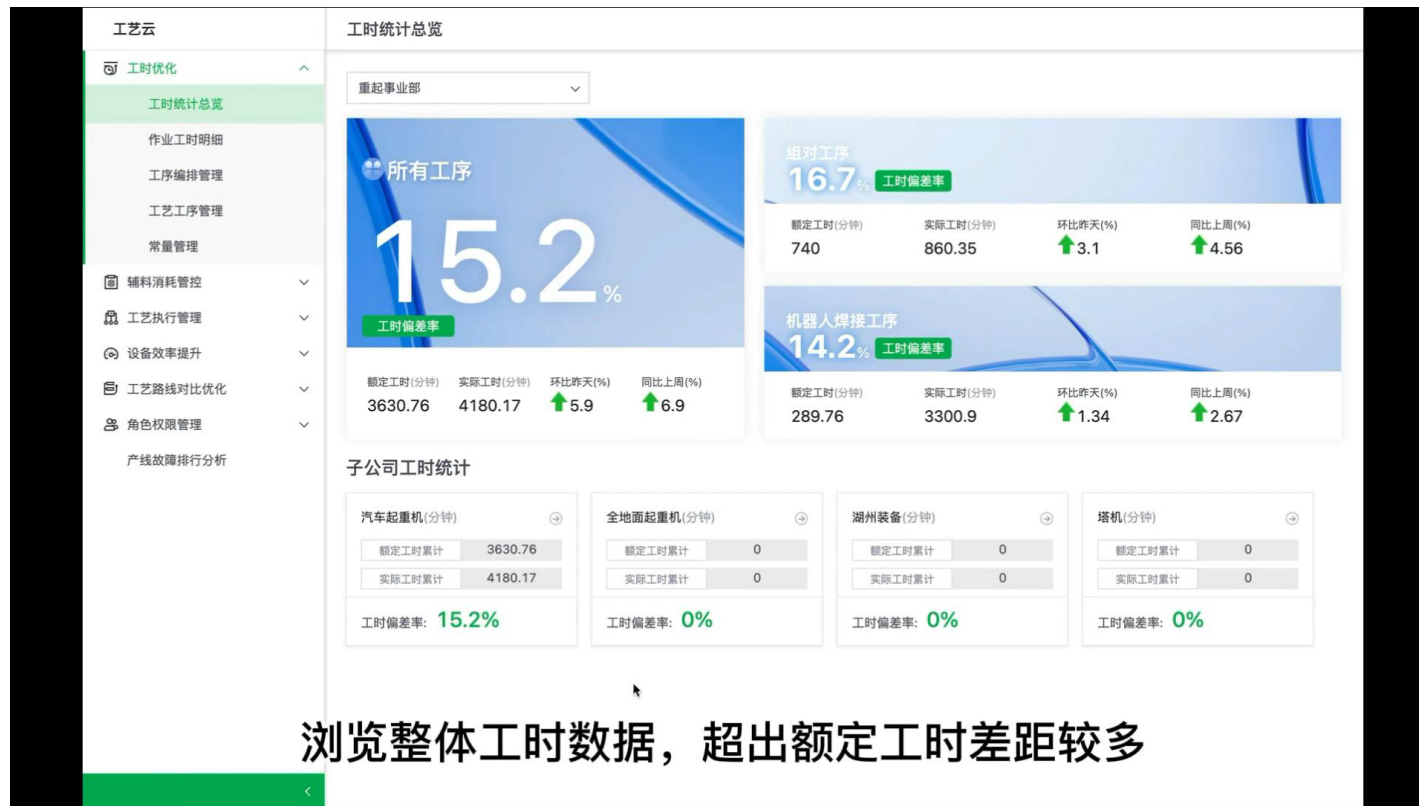 工艺云
工时优化
工时统计总览
作业工时明细
工序编排管理
工艺工序管理
常量管理
辅料消耗管控
工艺执行管理
设备效率提升
工艺路线对比优化
角色权限管理
产线故障排行分析
工时统计总览
重起事业部
所有工序
15.2%
工时偏差率
额定工时(分钟) 实际工时(分钟) 环比昨天(%) 同比上周(%)
3630.76 4180.17 5.9 6.9
组对工序
16.7% 工时偏差率
额定工时(分钟) 实际工时(分钟) 环比昨天(%) 同比上周(%)
740 860.35 3.1 4.56
机器人焊接工序
14.2% 工时偏差率
额定工时(分钟) 实际工时(分钟) 环比昨天(%) 同比上周(%)
289.76 3300.9 1.34 2.67
子公司工时统计
汽车起重机(分钟)
额定工时累计 3630.76
实际工时累计 4180.17
工时偏差率: 15.2%
全地面起重机(分钟)
额定工时累计 0
实际工时累计 0
工时偏差率: 0%
湖州装备(分钟)
额定工时累计 0
实际工时累计 0
工时偏差率: 0%
塔机(分钟)
额定工时累计 0
实际工时累计 0
工时偏差率: 0%
浏览整体工时数据，超出额定工时差距较多